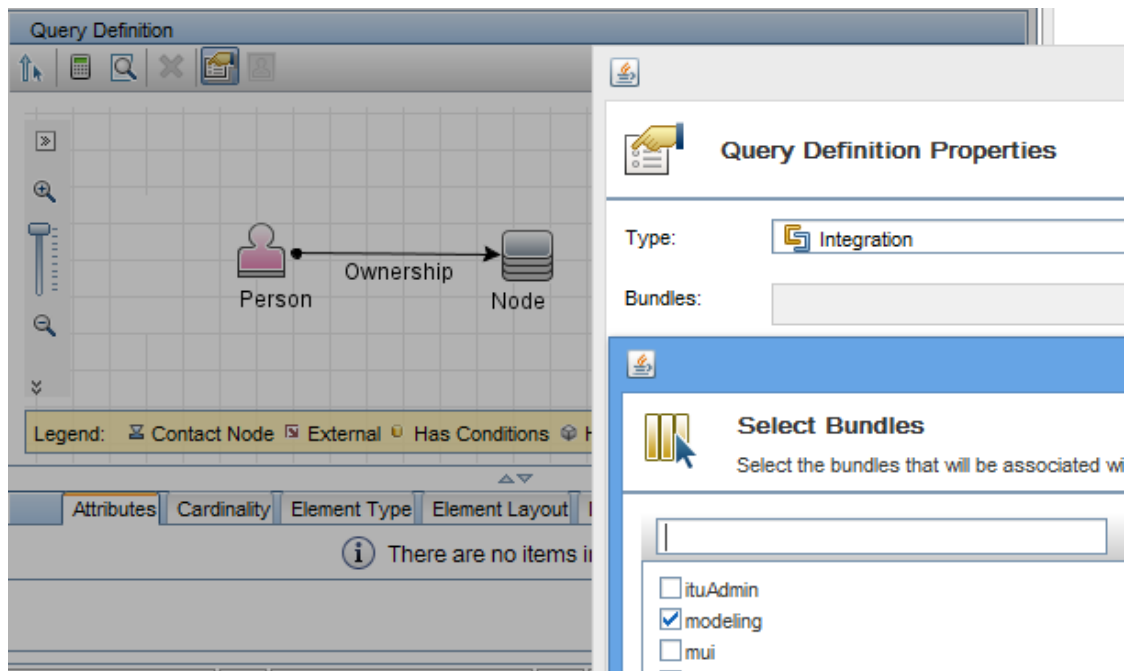 Query Definition
Query Definition Properties
Type:
Integration
Bundles:
Ownership
Person
Node
Legend: Contact Node External Has Conditions
Select Bundles
Select the bundles that will be associated
Attributes Cardinality Element Type Element Layout
There are no items
ituAdmin
modeling
mui